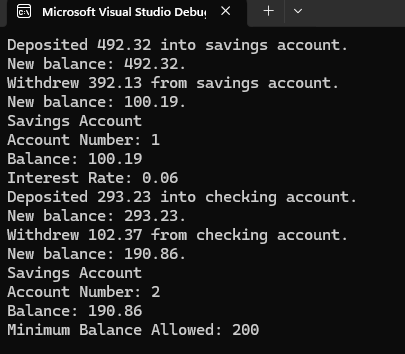 Microsoft Visual Studio Debu
Deposited 492.32 into savings account.
New balance: 492.32.
Withdrew 392.13 from savings account.
New balance: 100.19.
Savings Account
Account Number: 1
Balance: 100.19
Interest Rate: 0.06
Deposited 293.23 into checking account.
New balance: 293.23.
Withdrew 102.37 from checking account.
New balance: 190.86.
Savings Account
Account Number: 2
Balance: 190.86
Minimum Balance Allowed: 200